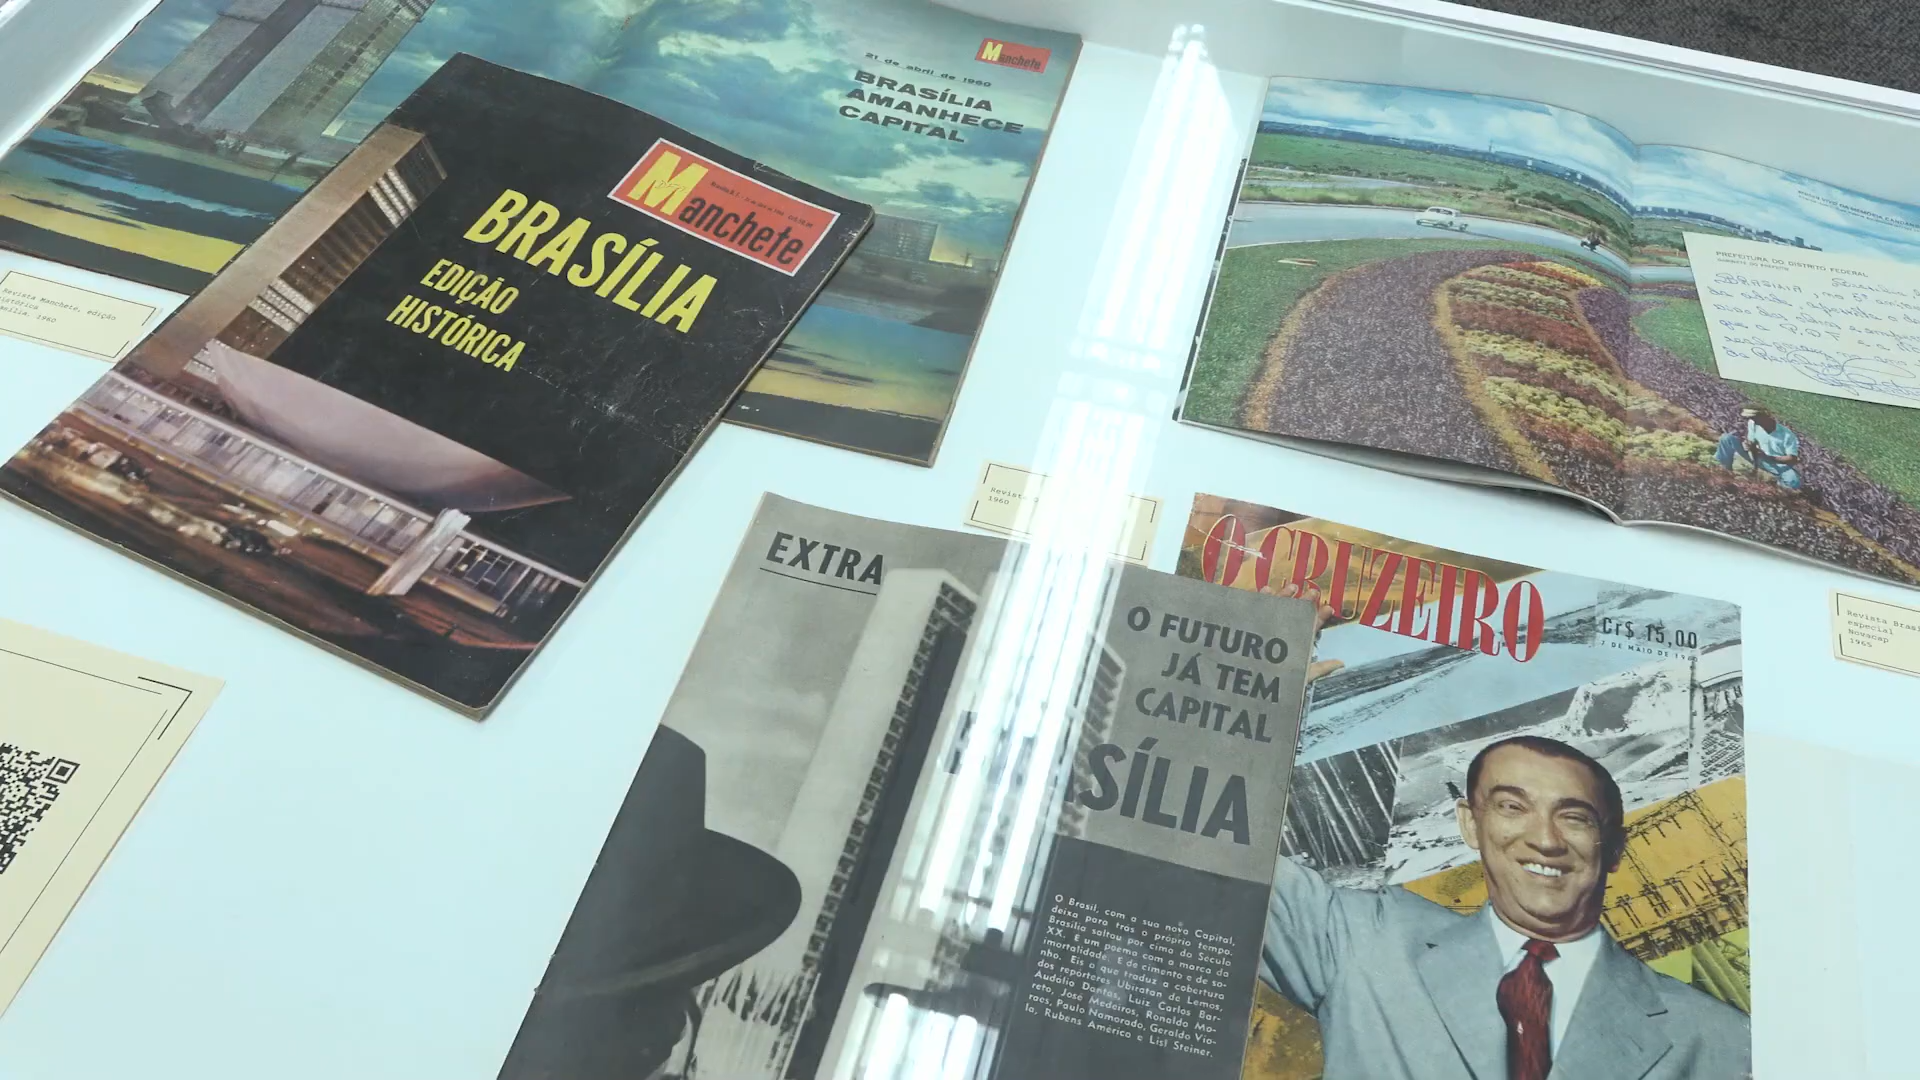 Manchete
21 de abril de 1960
BRASÍLIA
AMANHECE
CAPITAL
Manchete
BRASÍLIA
EDIÇÃO
HISTÓRICA
Revista Manchete, edição
histórica
1960
PREFEITURA DO DISTRITO FEDERAL
BRASILIA
Revista
1960
EXTRA
O FUTURO
JÁ TEM
CAPITAL
SÍLIA
O Brasil, com a sua nova Capital,
deixa para tras o próprio tempo.
Brasília saltou por cima do Século
XX. É um poema com a marca da
imortalidade. E de cimento e de so-
nho. Eis o que traduz a cobertura
dos repórteres Ubiratan de Lemos,
Audálio Dantas, Luiz Carlos Bar-
reto, José Medeiros, Ronaldo Mo-
raes, Paulo Namorado, Geraldo Vio-
la, Rubens Américo e Lisl Steiner.
O CRUZEIRO
Cr$ 15,00
7 DE MAIO DE 1960
Revista
especial
Novacap
1965